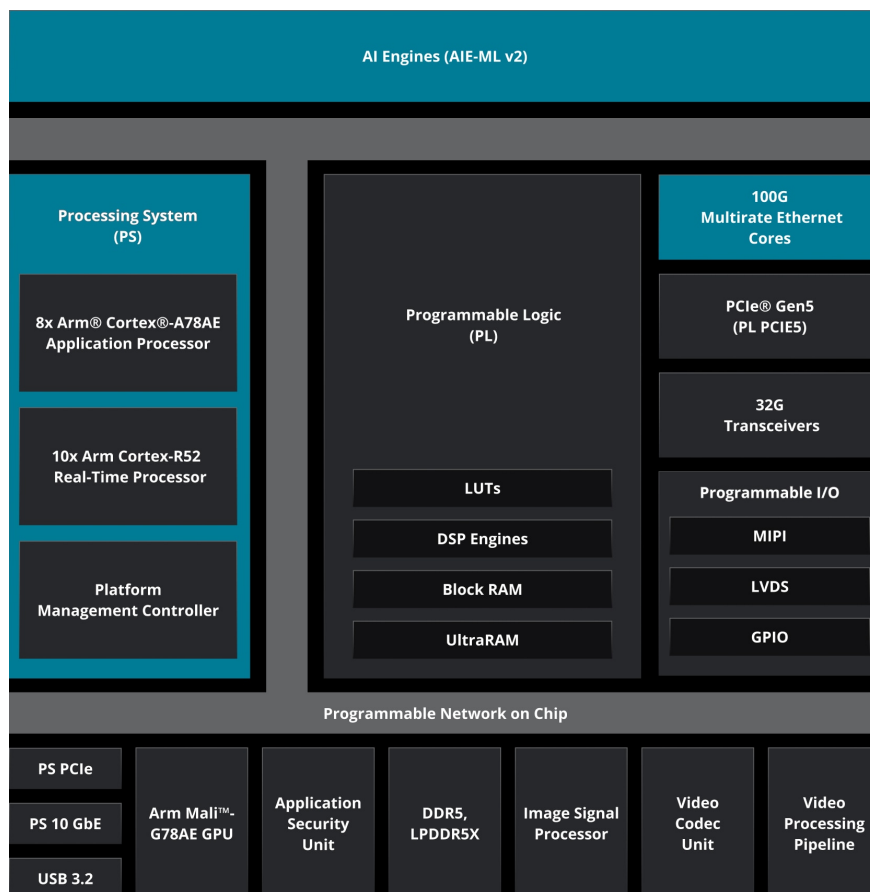 AI Engines (AIE-ML v2)
Processing System
(PS)
8x Arm® Cortex®-A78AE
Application Processor
10x Arm Cortex-R52
Real-Time Processor
Platform
Management Controller
Programmable Logic
(PL)
LUTs
DSP Engines
Block RAM
UltraRAM
100G
Multirate Ethernet
Cores
PCIe® Gen5
(PL PCIE5)
32G
Transceivers
Programmable I/O
MIPI
LVDS
GPIO
Programmable Network on Chip
PS PCIe
PS 10 GbE
USB 3.2
Arm Mali™-
G78AE GPU
Application
Security
Unit
DDR5,
LPDDR5X
Image Signal
Processor
Video
Codec
Unit
Video
Processing
Pipeline